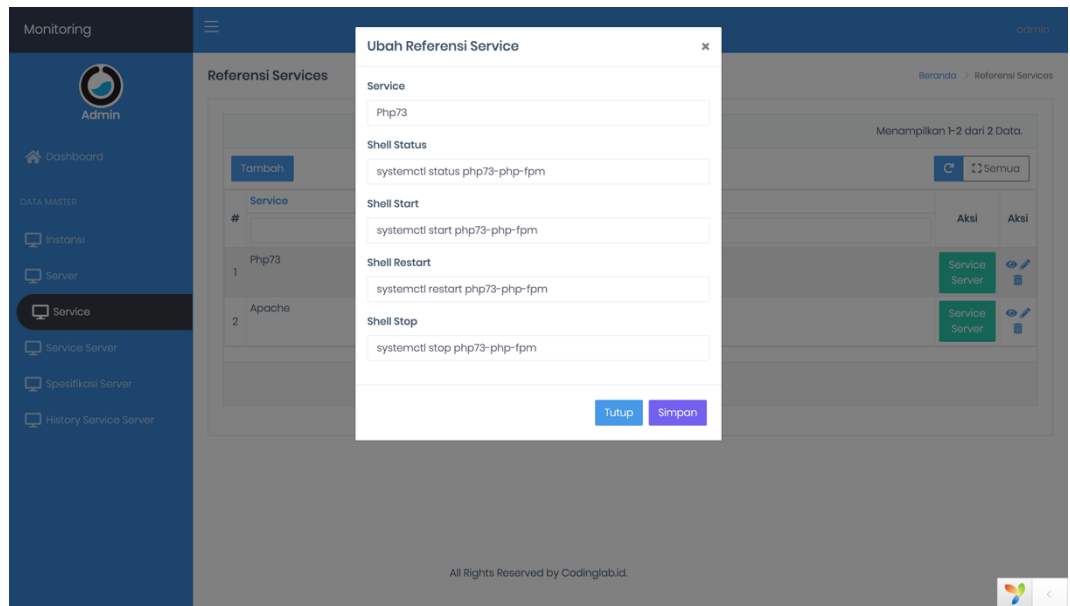 Monitoring
admin
Admin
Dashboard
DATA MASTER
Instansi
Server
Service
Service Server
Spesifikasi Server
History Service Server
Referensi Services
Beranda > Referensi Services
Menampilkan 1-2 dari 2 Data.
Tambah
Semua
# Service Aksi Aksi
1 Php73 Service Server
2 Apache Service Server
Ubah Referensi Service ×
Service
Php73
Shell Status
systemctl status php73-php-fpm
Shell Start
systemctl start php73-php-fpm
Shell Restart
systemctl restart php73-php-fpm
Shell Stop
systemctl stop php73-php-fpm
Tutup Simpan
All Rights Reserved by Codinglab.id.